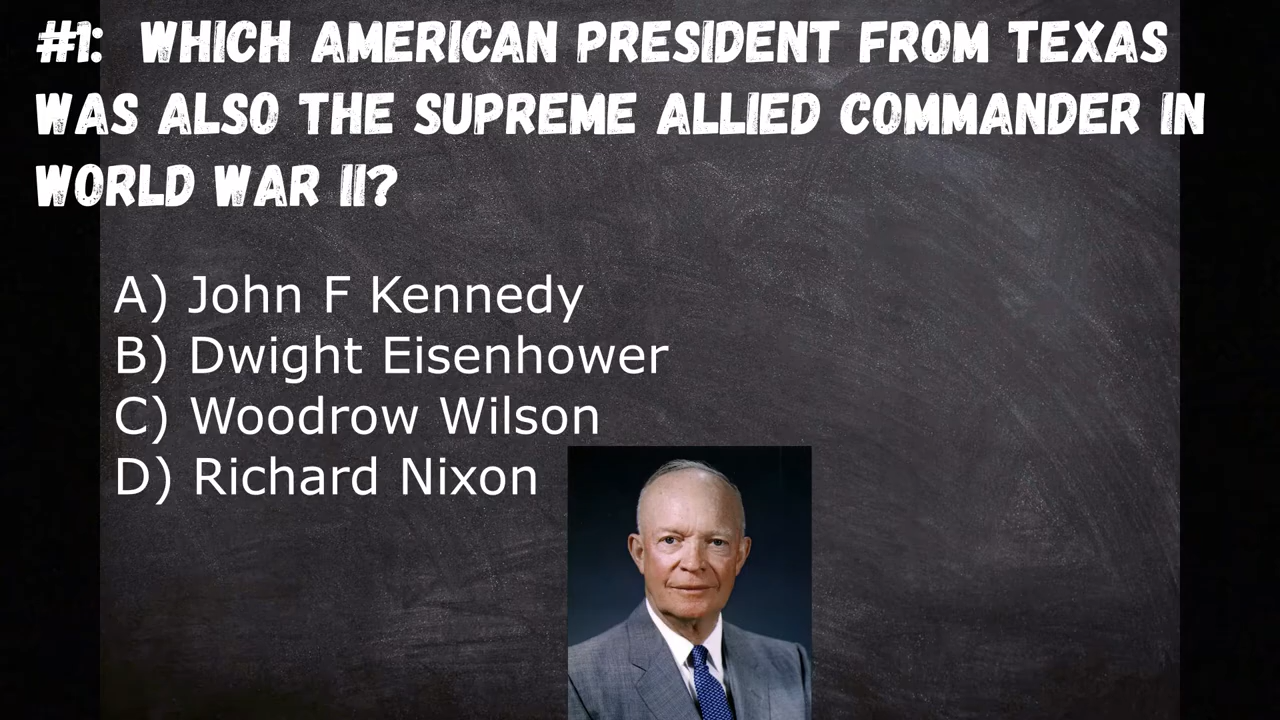 #1: WHICH AMERICAN PRESIDENT FROM TEXAS
WAS ALSO THE SUPREME ALLIED COMMANDER IN
WORLD WAR II?
A) John F Kennedy
B) Dwight Eisenhower
C) Woodrow Wilson
D) Richard Nixon